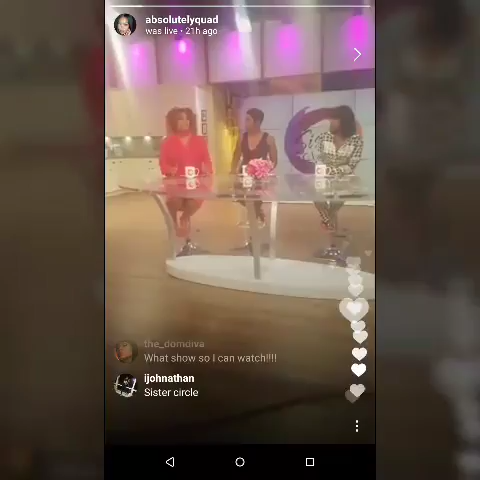 absolutelyquad
was live • 21h ago
the_domdiva
What show so I can watch!!!!
ijohnathan
Sister circle